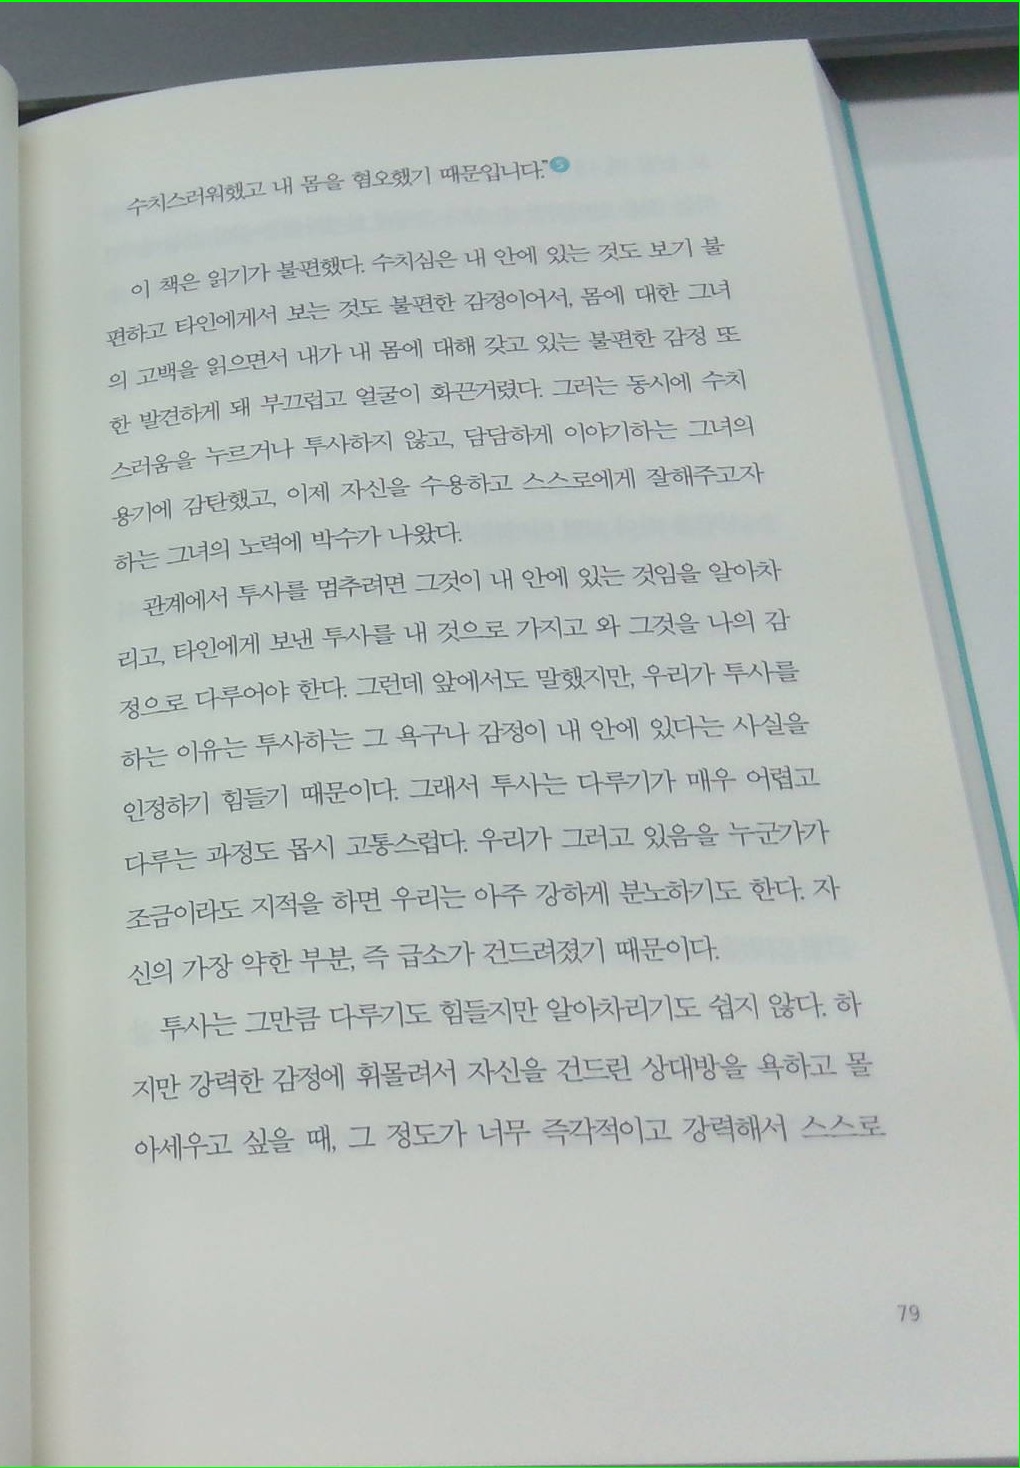 수치스러워했고 내 몸을 혐오했기 때문입니다." 5
이 책은 읽기가 불편했다. 수치심은 내 안에 있는 것도 보기 불
편하고 타인에게서 보는 것도 불편한 감정이어서, 몸에 대한 그녀
의 고백을 읽으면서 내가 내 몸에 대해 갖고 있는 불편한 감정 또
한 발견하게 돼 부끄럽고 얼굴이 화끈거렸다. 그러는 동시에 수치
스러움을 누르거나 투사하지 않고, 담담하게 이야기하는 그녀의
용기에 감탄했고, 이제 자신을 수용하고 스스로에게 잘해주고자
하는 그녀의 노력에 박수가 나왔다.
관계에서 투사를 멈추려면 그것이 내 안에 있는 것임을 알아차
리고, 타인에게 보낸 투사를 내 것으로 가지고 와 그것을 나의 감
정으로 다루어야 한다. 그런데 앞에서도 말했지만, 우리가 투사를
하는 이유는 투사하는 그 욕구나 감정이 내 안에 있다는 사실을
인정하기 힘들기 때문이다. 그래서 투사는 다루기가 매우 어렵고
다루는 과정도 몹시 고통스럽다. 우리가 그러고 있음을 누군가가
조금이라도 지적을 하면 우리는 아주 강하게 분노하기도 한다. 자
신의 가장 약한 부분, 즉 급소가 건드려졌기 때문이다.
투사는 그만큼 다루기도 힘들지만 알아차리기도 쉽지 않다. 하
지만 강력한 감정에 휘몰려서 자신을 건드린 상대방을 욕하고 몰
아세우고 싶을 때, 그 정도가 너무 즉각적이고 강력해서 스스로
79